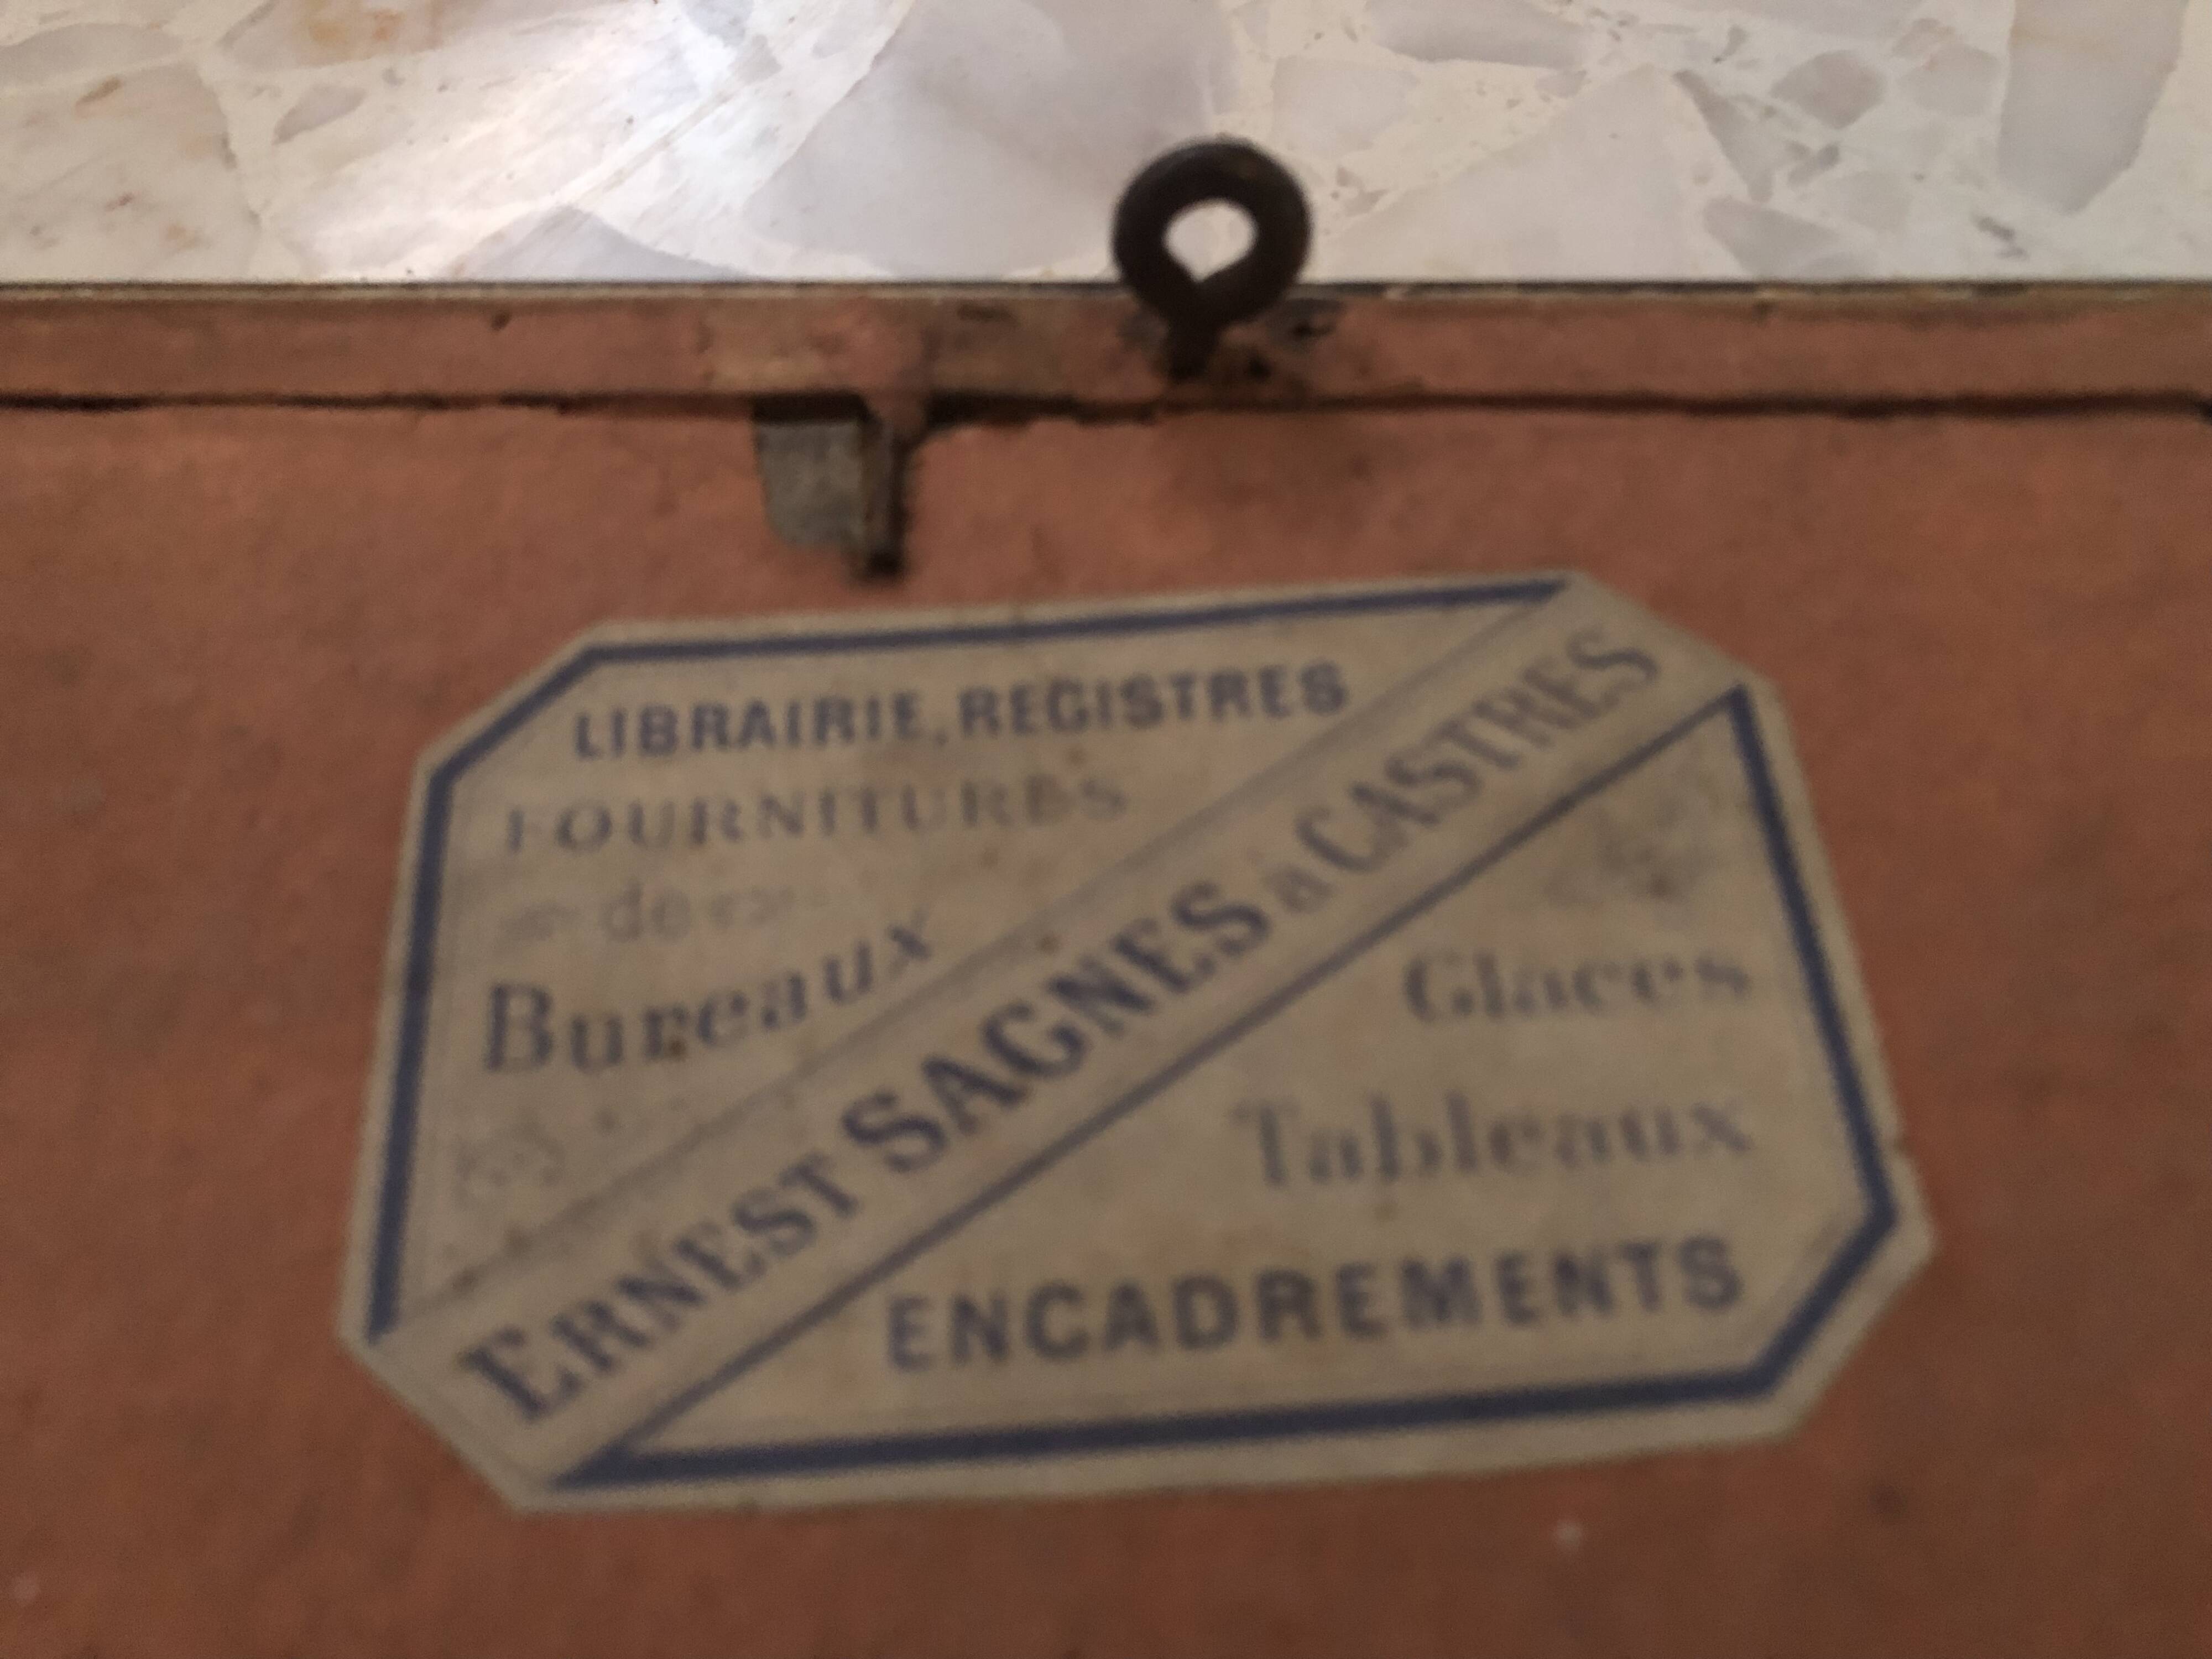 LIBRAIRIE, REGISTRES
FOURNITURES
de
Bureaux
ERNEST SAGNES à CASTRES
Glaces
Tableaux
ENCADREMENTS